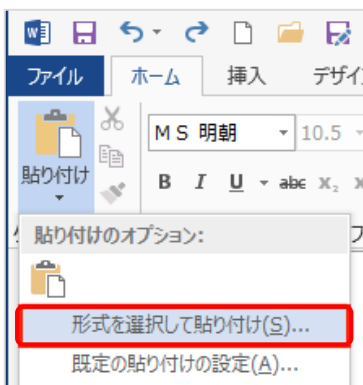 ファイル ホーム 挿入 デザイ
貼り付け
MS 明朝 10.5
B I U abc X₂
貼り付けのオプション:
形式を選択して貼り付け(S)...
既定の貼り付けの設定(A)...